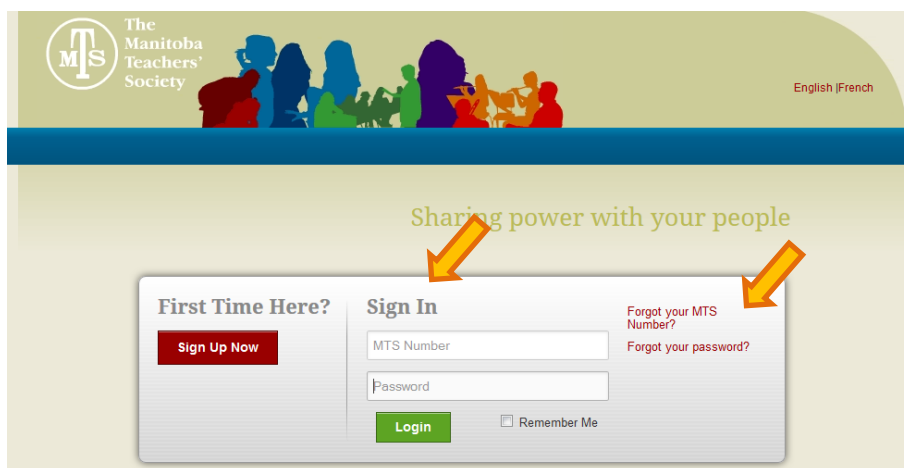 The
Manitoba
Teachers'
Society
MTS
English |French
Sharing power with your people
First Time Here?
Sign Up Now
Sign In
MTS Number
Password
Login
Remember Me
Forgot your MTS
Number?
Forgot your password?